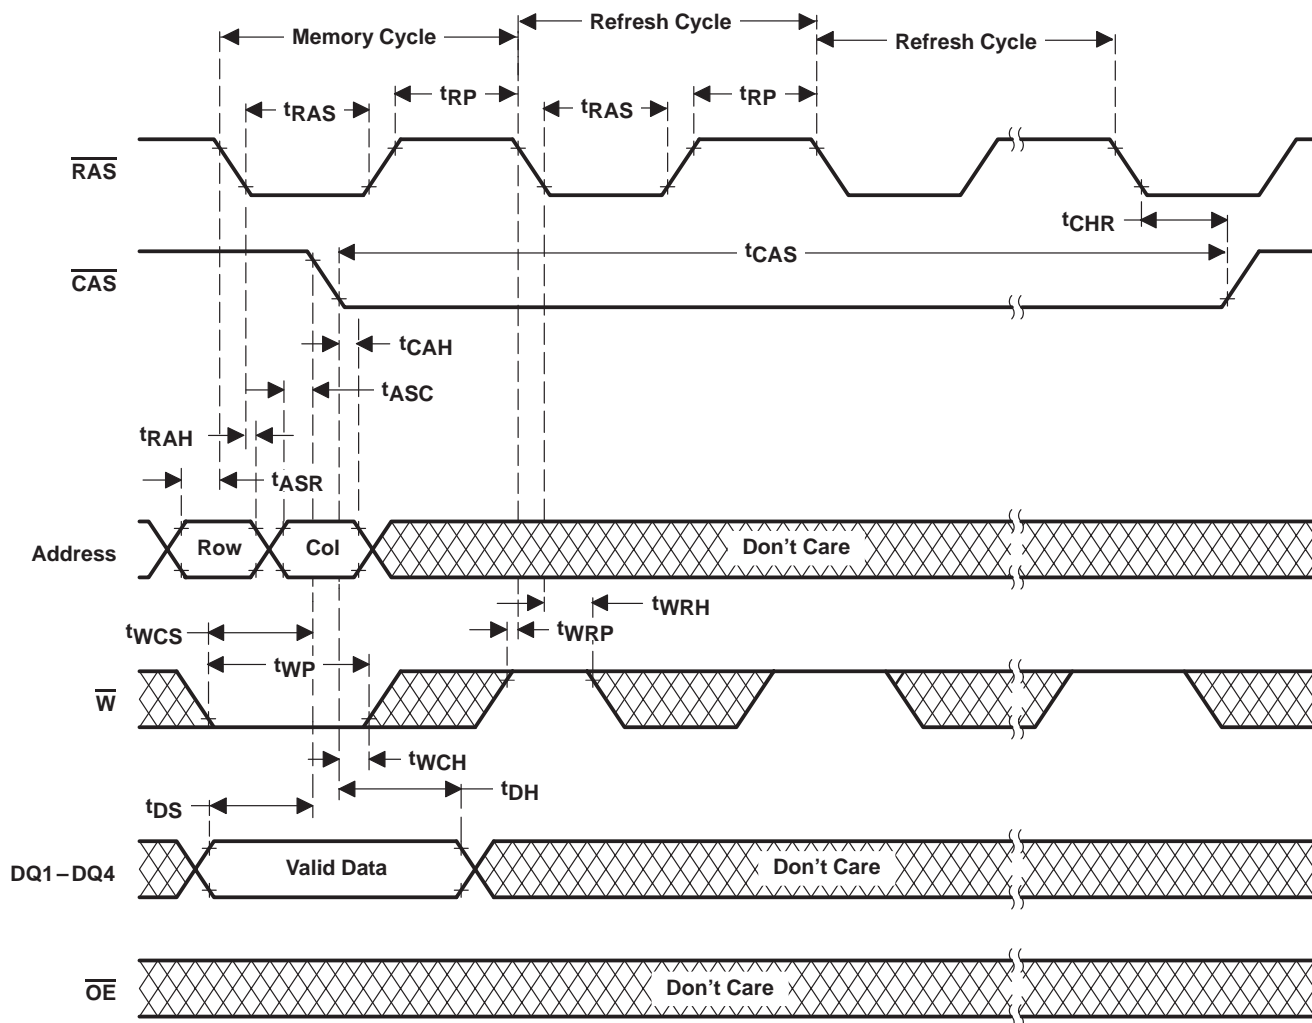 Memory Cycle
Refresh Cycle
Refresh Cycle
tRAS
tRP
tRAS
tRP
RAS
tCHR
tCAS
CAS
tCAH
tASC
tRAH
tASR
Address
Row
Col
Don't Care
tWRH
tWCS
tWRP
tWP
W
tWCH
tDH
tDS
DQ1–DQ4
Valid Data
Don't Care
OE
Don't Care